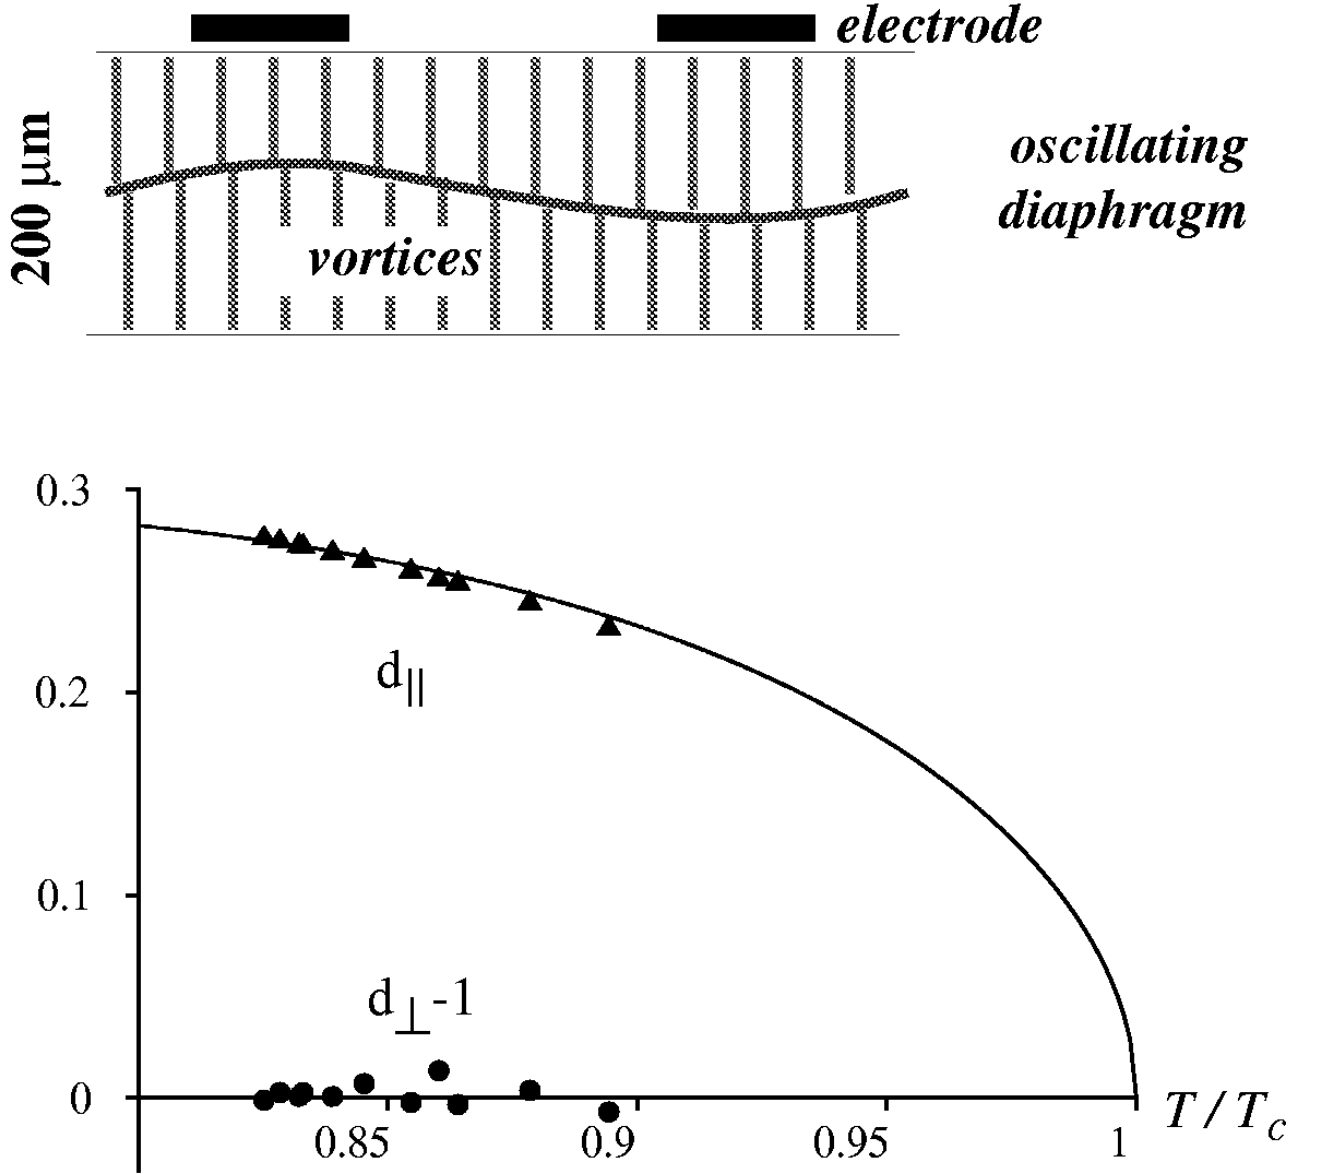 electrode
200 μm
oscillating
diaphragm
vortices
0.3
d||
0.2
0.1
d⊥-1
0
T/Tc
0.85
0.9
0.95
1